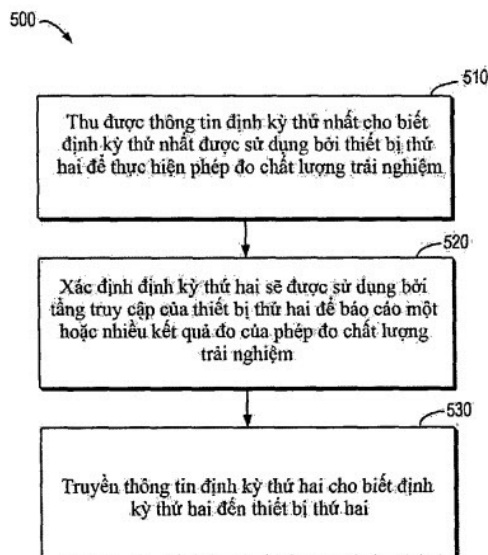 500
510
Thu được thông tin định kỳ thứ nhất cho biết
định kỳ thứ nhất được sử dụng bởi thiết bị thứ
hai để thực hiện phép đo chất lượng trải nghiệm
520
Xác định định kỳ thứ hai sẽ được sử dụng bởi
tầng truy cập của thiết bị thứ hai để báo cáo một
hoặc nhiều kết quả đo của phép đo chất lượng
trải nghiệm
530
Truyền thông tin định kỳ thứ hai cho biết định
kỳ thứ hai đến thiết bị thứ hai